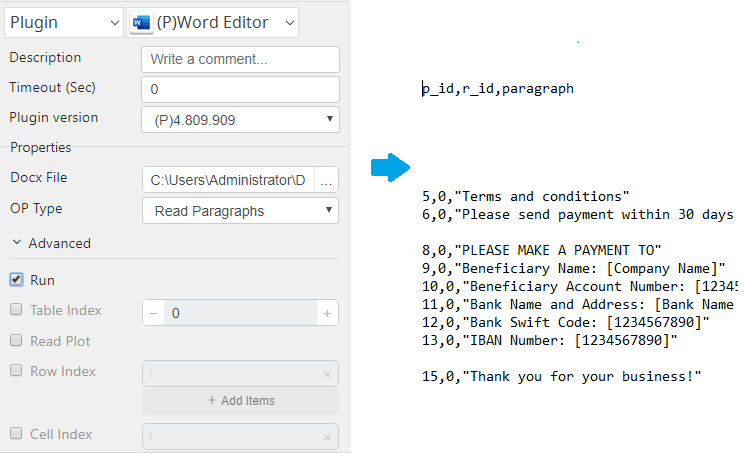 Plugin
(P)Word Editor
Description
Write a comment...
Timeout (Sec)
0
Plugin version
(P)4.809.909
Properties
Docx File
C:\Users\Administrator\D
...
OP Type
Read Paragraphs
Advanced
Run
Table Index
− 0 +
Read Plot
Row Index
1 ×
+ Add Items
Cell Index
1 ×
p_id,r_id,paragraph
5,0,"Terms and conditions"
6,0,"Please send payment within 30 days
8,0,"PLEASE MAKE A PAYMENT TO"
9,0,"Beneficiary Name: [Company Name]"
10,0,"Beneficiary Account Number: [12345
11,0,"Bank Name and Address: [Bank Name
12,0,"Bank Swift Code: [1234567890]"
13,0,"IBAN Number: [1234567890]"
15,0,"Thank you for your business!"